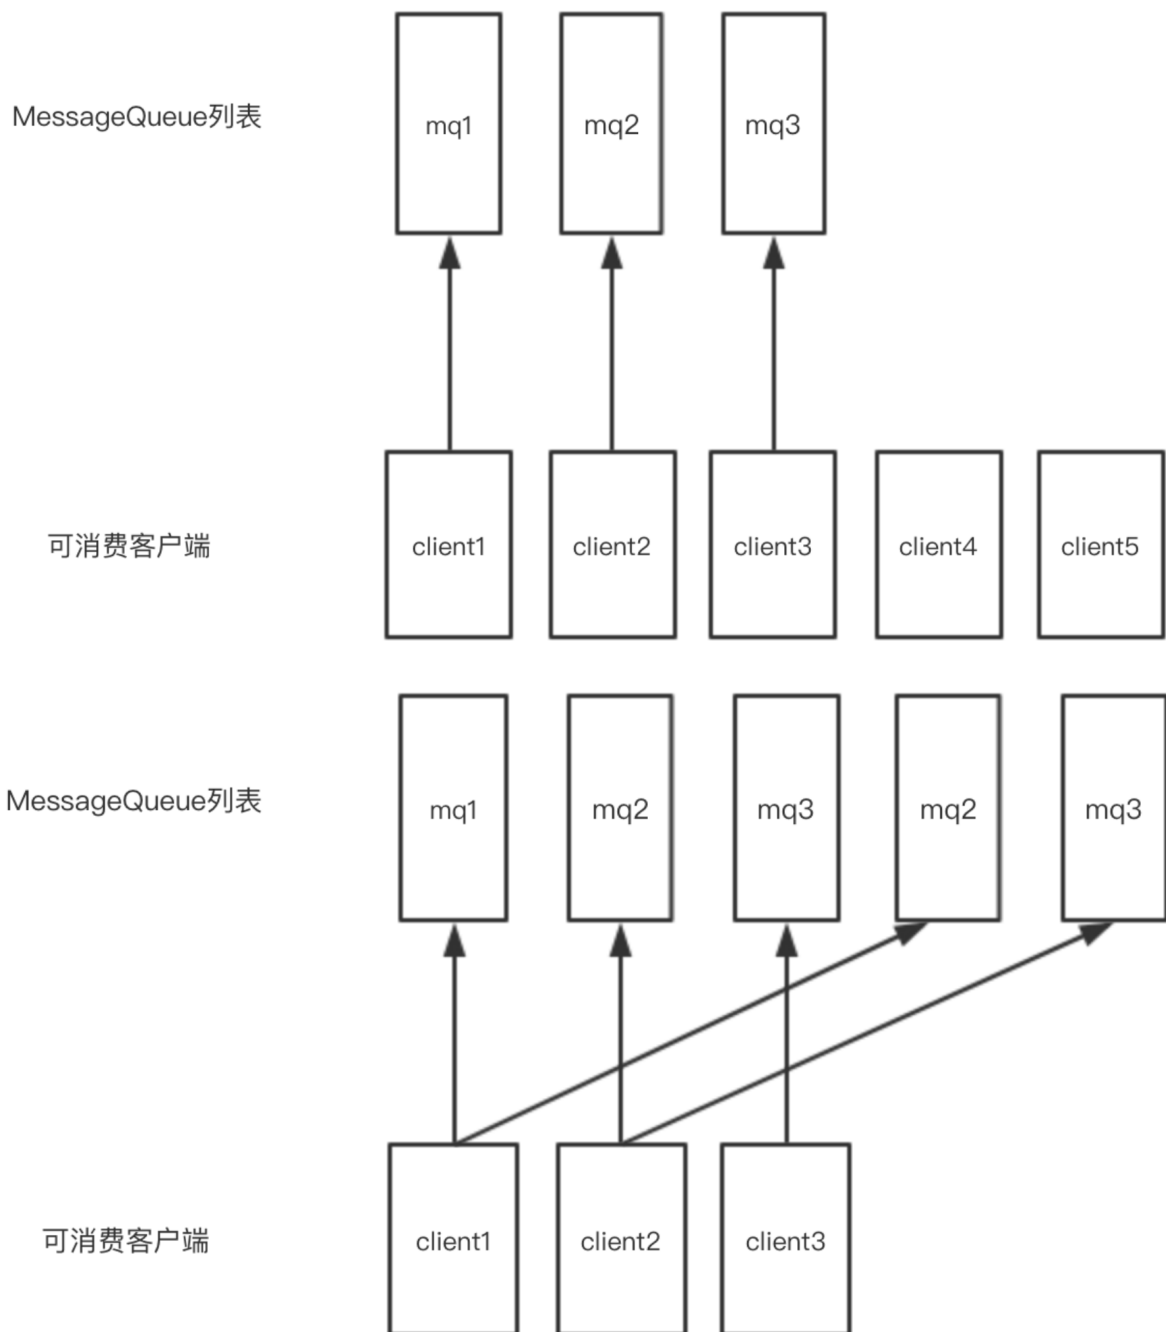 MessageQueue列表
mq1
mq2
mq3
可消费客户端
client1
client2
client3
client4
client5
MessageQueue列表
mq1
mq2
mq3
mq2
mq3
可消费客户端
client1
client2
client3